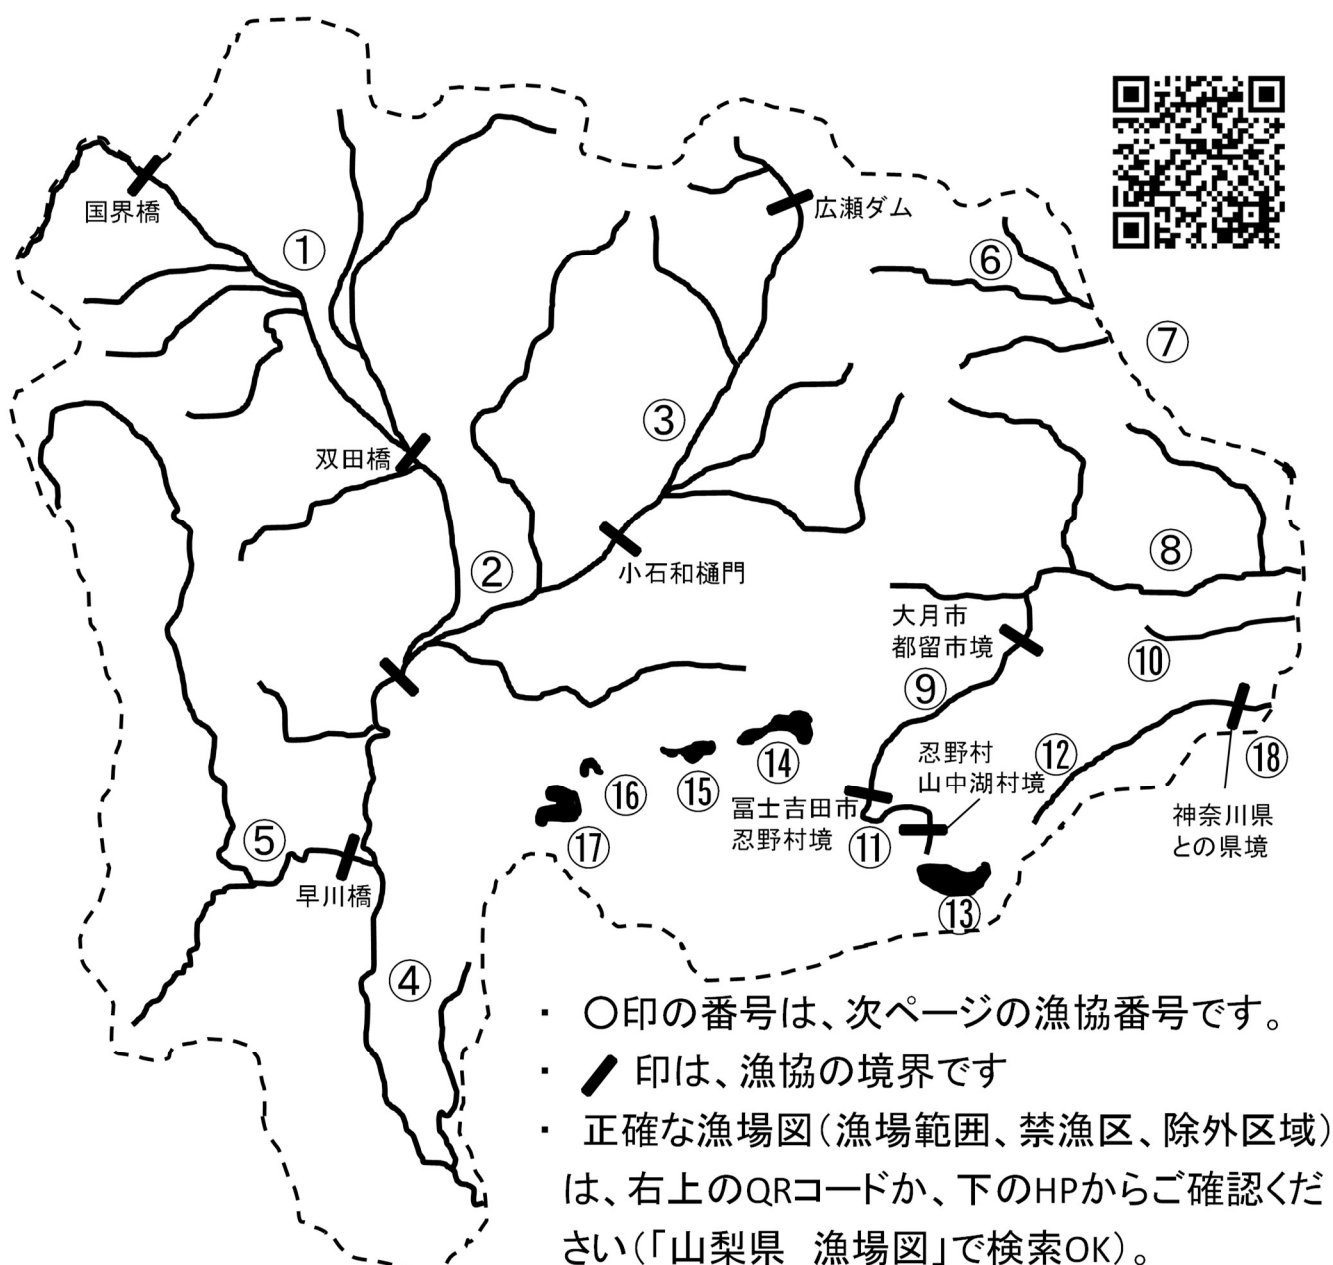 国界橋
広瀬ダム
①
⑥
⑦
③
双田橋
②
小石和樋門
⑧
大月市
都留市境
⑩
⑨
⑫
⑱
忍野村
山中湖村境
⑭
⑮
⑯
⑰
富士吉田市
忍野村境
⑪
神奈川県
との県境
⑤
早川橋
⑬
④
・ 〇印の番号は、次ページの漁協番号です。
・ 印は、漁協の境界です
・ 正確な漁場図(漁場範囲、禁漁区、除外区域)
は、右上のQRコードか、下のHPからご確認くだ
さい(「山梨県　漁場図」で検索OK)。